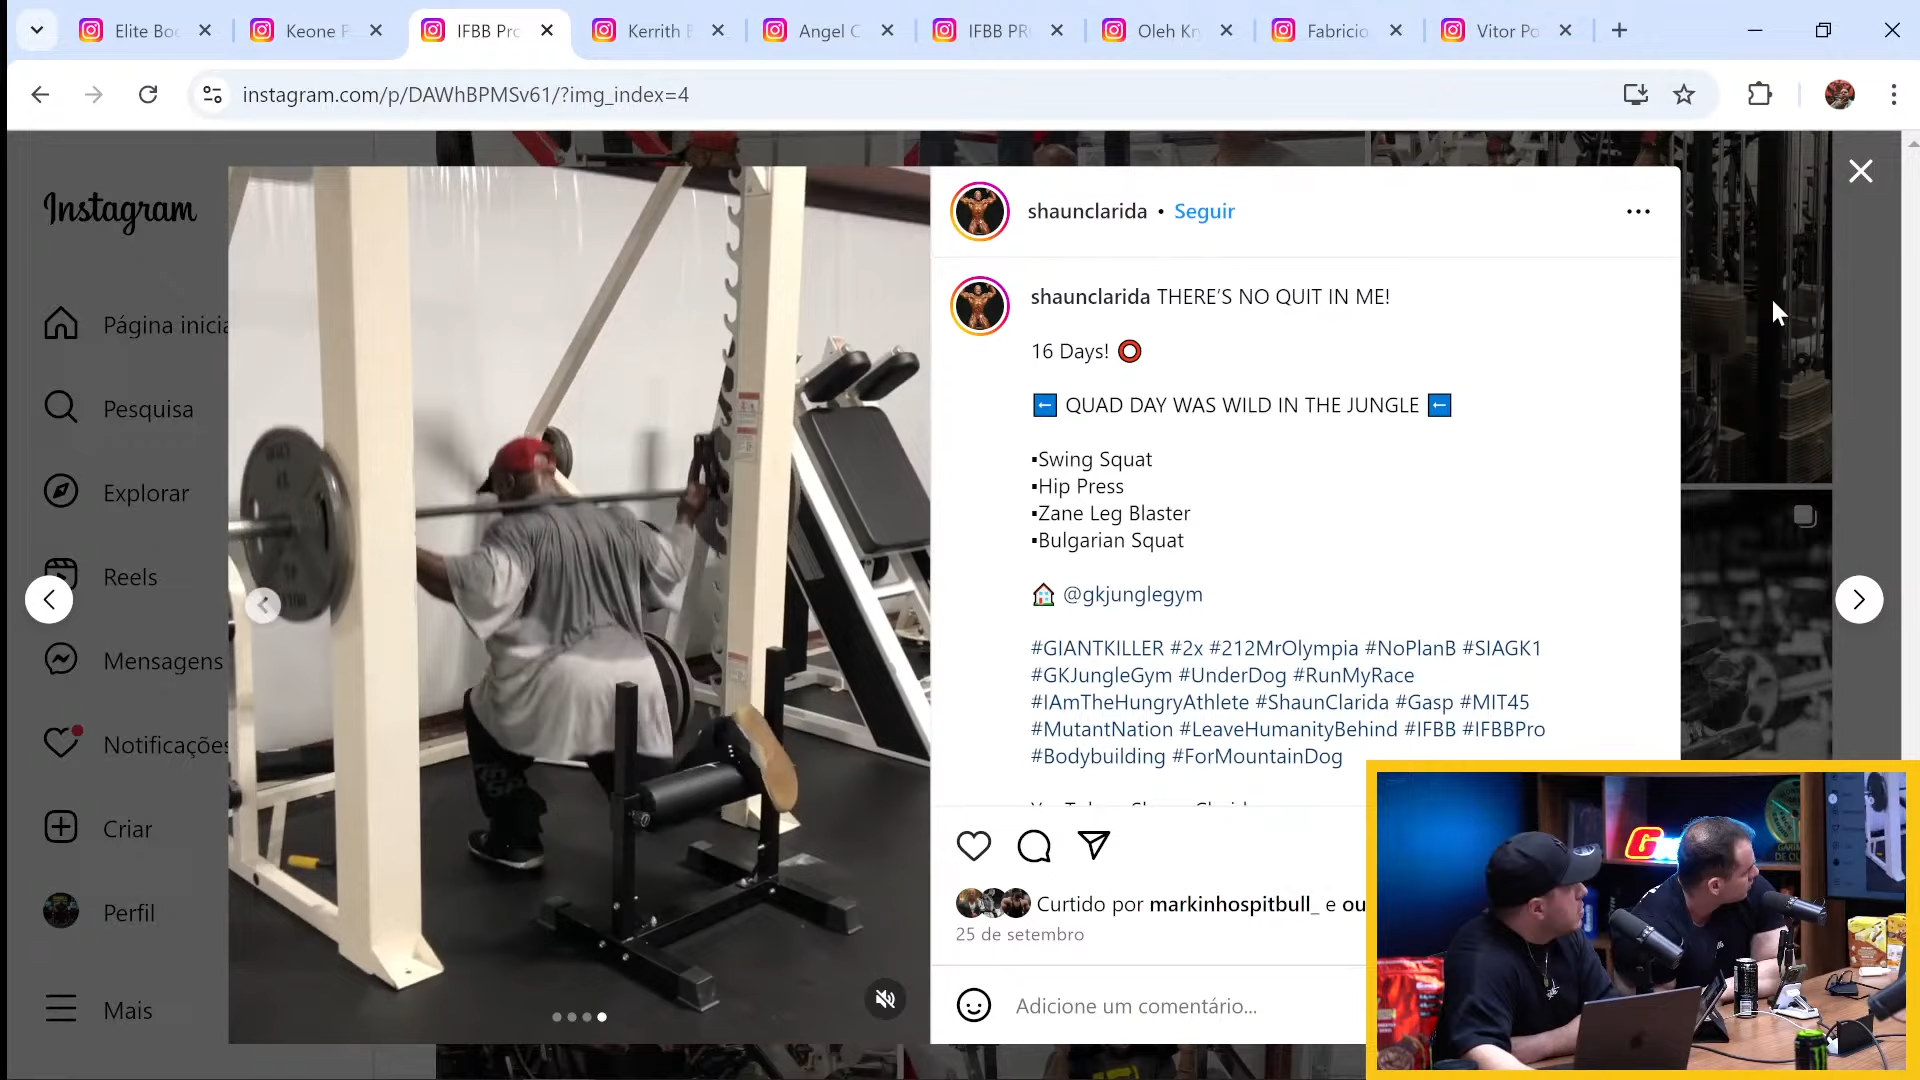 Elite Boo
Keone P
IFBB Pro
Kerrith B
Angel C
IFBB PR
Oleh Kr
Fabricio
Vitor Po
instagram.com/p/DAWhBPMSv61/?img_index=4
Instagram
Página inicia
Pesquisa
Explorar
Reels
Mensagens
Notificações
Criar
Perfil
Mais
shaunclarida • Seguir
shaunclarida THERE’S NO QUIT IN ME!
16 Days! ⭕
⬅️ QUAD DAY WAS WILD IN THE JUNGLE ⬅️
▪️Swing Squat
▪️Hip Press
▪️Zane Leg Blaster
▪️Bulgarian Squat
🏠 @gkjunglegym
#GIANTKILLER #2x #212MrOlympia #NoPlanB #SIAGK1
#GKJungleGym #UnderDog #RunMyRace
#IAmTheHungryAthlete #ShaunClarida #Gasp #MIT45
#MutantNation #LeaveHumanityBehind #IFBB #IFBBPro
#Bodybuilding #ForMountainDog
Curtido por markinhospitbull_ e ou
25 de setembro
Adicione um comentário...